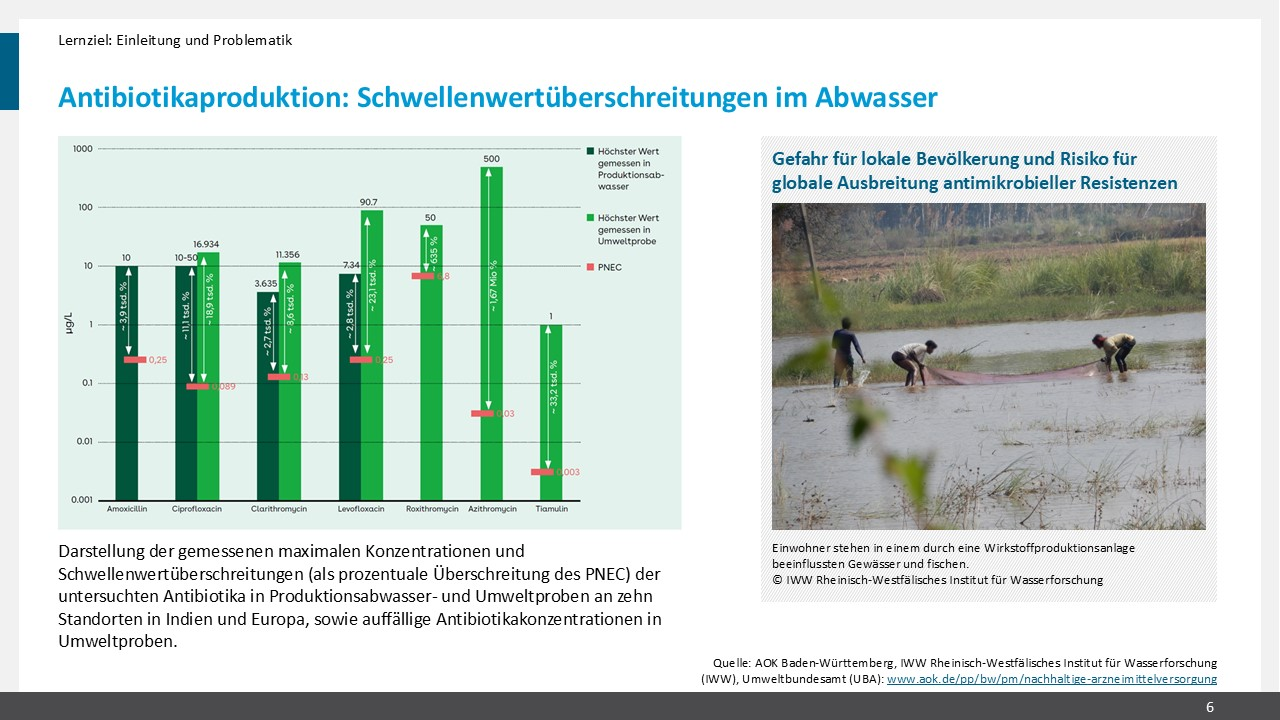 Lernziel: Einleitung und Problematik
Antibiotikaproduktion: Schwellenwertüberschreitungen im Abwasser
1000
100
10
1
0.1
0.01
0.001
µg/L
10
10-50
16.934
3.635
11.356
7.34
90.7
50
500
1
~ 3,9 tsd. %
~ 11,1 tsd. %
~ 18,9 tsd. %
~ 2,7 tsd. %
~ 8,6 tsd. %
~ 2,8 tsd. %
~ 23,1 tsd. %
~ 635 %
~ 1,67 Mio %
~ 33,2 tsd. %
0,25
0,089
0,13
0,25
0,03
0,003
Amoxicillin
Ciprofloxacin
Clarithromycin
Levofloxacin
Roxithromycin
Azithromycin
Tiamulin
Höchster Wert
gemessen in
Produktionsab-
wasser
Höchster Wert
gemessen in
Umweltprobe
PNEC
Darstellung der gemessenen maximalen Konzentrationen und
Schwellenwertüberschreitungen (als prozentuale Überschreitung des PNEC) der
untersuchten Antibiotika in Produktionsabwasser- und Umweltproben an zehn
Standorten in Indien und Europa, sowie auffällige Antibiotikakonzentrationen in
Umweltproben.
Gefahr für lokale Bevölkerung und Risiko für
globale Ausbreitung antimikrobieller Resistenzen
Einwohner stehen in einem durch eine Wirkstoffproduktionsanlage
beeinflussten Gewässer und fischen.
© IWW Rheinisch-Westfälisches Institut für Wasserforschung
Quelle: AOK Baden-Württemberg, IWW Rheinisch-Westfälisches Institut für Wasserforschung
(IWW), Umweltbundesamt (UBA): www.aok.de/pp/bw/pm/nachhaltige-arzneimittelversorgung
6